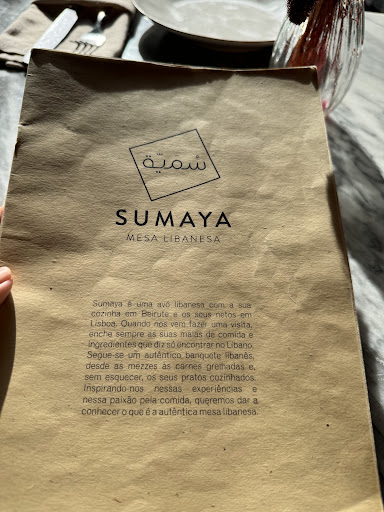 سُميّة
SUMAYA
MESA LIBANESA
Sumaya é uma avó libanesa com a sua
cozinha em Beirute e os seus netos em
Lisboa. Quando nos vem fazer uma visita,
enche sempre as suas malas de comida e
ingredientes que diz só encontrar no Líbano.
Segue-se um autêntico banquete libanês,
desde as mezzes às carnes grelhadas e,
sem esquecer, os seus pratos cozinhados.
Inspirando-nos nessas experiências e
nessa paixão pela comida, queremos dar a
conhecer o que é a autêntica mesa libanesa.